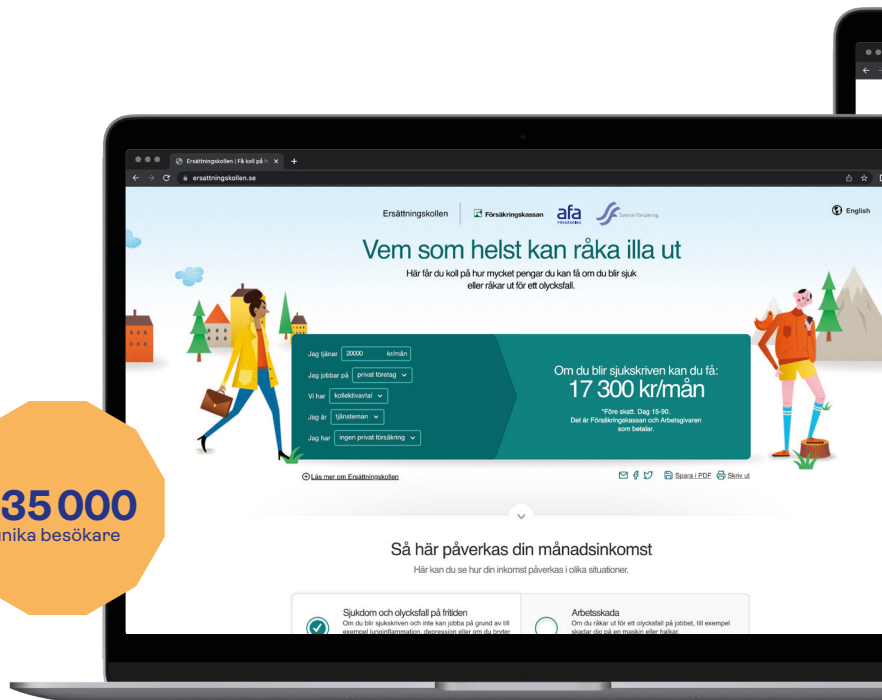 Ersättningskollen | Få koll på
ersattningskollen.se
Ersättningskollen
Försäkringskassan
afa
FÖRSÄKRING
Svensk Försäkring
English
Vem som helst kan råka illa ut
Här får du koll på hur mycket pengar du kan få om du blir sjuk
eller råkar ut för ett olycksfall.
Jag tjänar 20000 kr/mån
Jag jobbar på privat företag
Vi har kollektivavtal
Jag är tjänsteman
Jag har ingen privat försäkring
Om du blir sjukskriven kan du få:
17 300 kr/mån
*Före skatt. Dag 15-90.
Det är Försäkringskassan och Arbetsgivaren
som betalar.
Läs mer om Ersättningskollen
Spara i PDF
Skriv ut
35 000
unika besökare
Så här påverkas din månadsinkomst
Här kan du se hur din inkomst påverkas i olika situationer.
Sjukdom och olycksfall på fritiden
Om du blir sjukskriven och inte kan jobba på grund av till
exempel lunginflammation, depression eller om du bryter
Arbetsskada
Om du råkar ut för ett olycksfall på jobbet, till exempel
skadar dig på en maskin eller halkar.